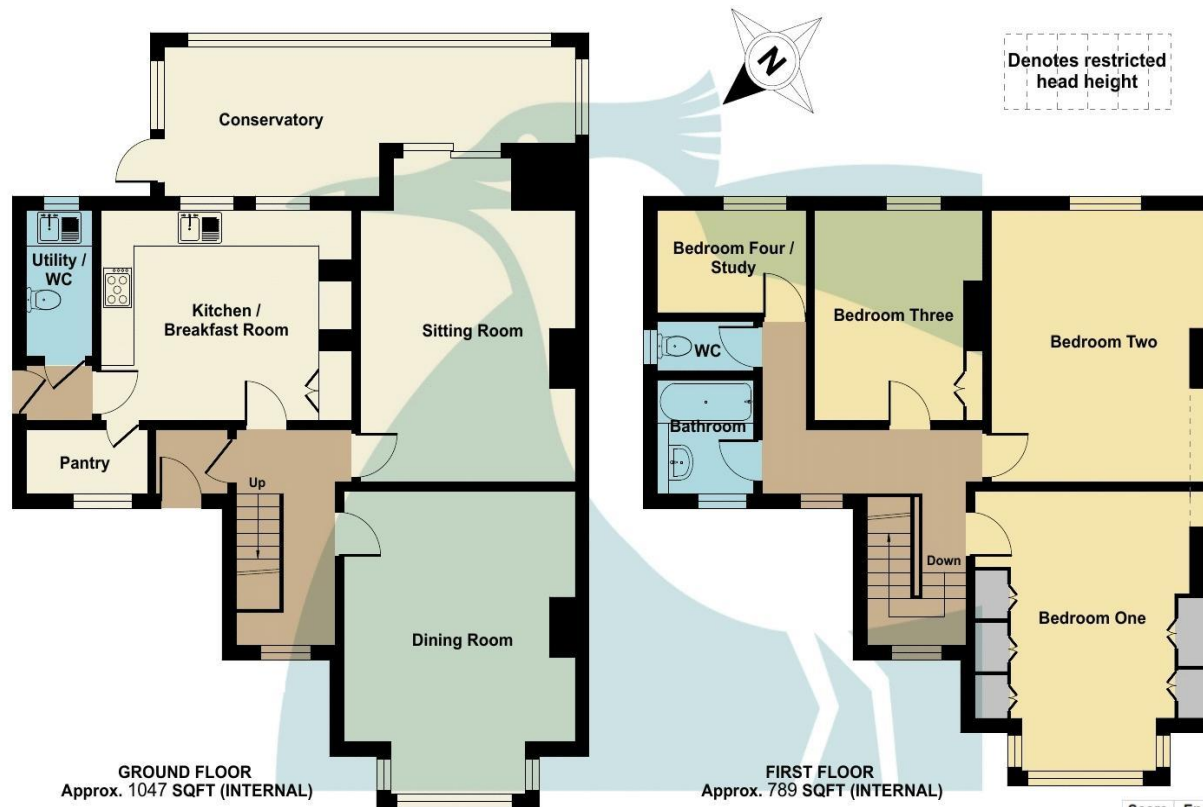 N
Denotes restricted
head height
Conservatory
Utility /
WC
Kitchen /
Breakfast Room
Sitting Room
Pantry
Up
Dining Room
GROUND FLOOR
Approx. 1047 SQFT (INTERNAL)
Bedroom Four /
Study
WC
Bedroom Three
Bedroom Two
Bathroom
Down
Bedroom One
FIRST FLOOR
Approx. 789 SQFT (INTERNAL)